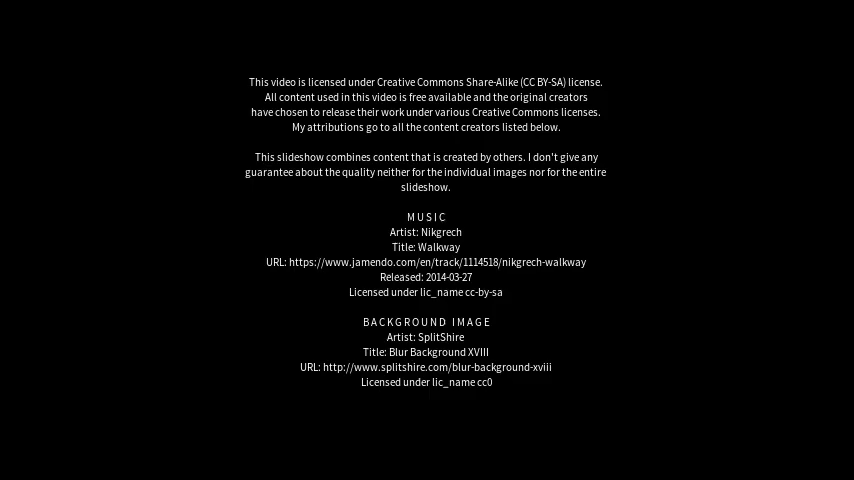 This video is licensed under Creative Commons Share-Alike (CC BY-SA) license.
All content used in this video is free available and the original creators
have chosen to release their work under various Creative Commons licenses.
My attributions go to all the content creators listed below.
This slideshow combines content that is created by others. I don't give any
guarantee about the quality neither for the individual images nor for the entire
slideshow.
MUSIC
Artist: Nikgrech
Title: Walkway
URL: https://www.jamendo.com/en/track/1114518/nikgrech-walkway
Released: 2014-03-27
Licensed under lic_name cc-by-sa
BACKGROUND IMAGE
Artist: SplitShire
Title: Blur Background XVIII
URL: http://www.splitshire.com/blur-background-xviii
Licensed under lic_name cc0